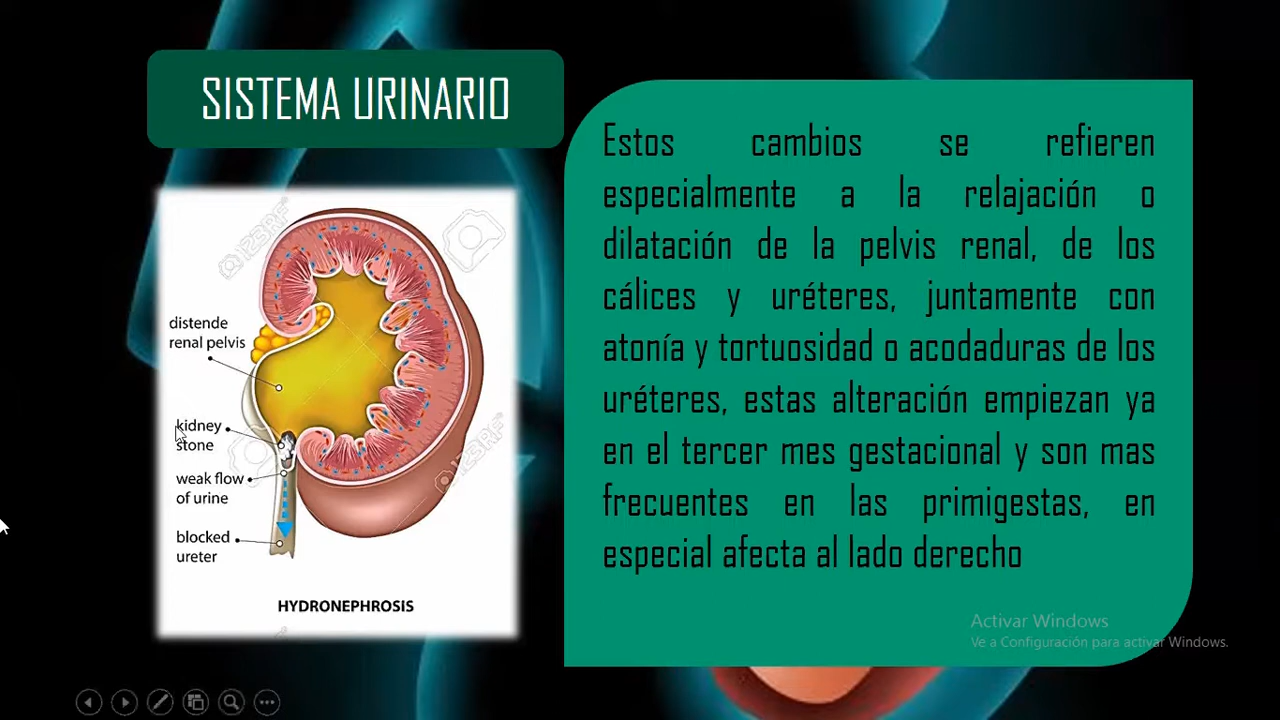 SISTEMA URINARIO
Estos cambios se refieren
especialmente a la relajación o
dilatación de la pelvis renal, de los
cálices y uréteres, juntamente con
atonía y tortuosidad o acodaduras de los
uréteres, estas alteración empiezan ya
en el tercer mes gestacional y son mas
frecuentes en las primigestas, en
especial afecta al lado derecho
123RF
distende
renal pelvis
kidney
stone
weak flow
of urine
blocked
ureter
123RF
HYDRONEPHROSIS
Activar Windows
Ve a Configuración para activar Windows.